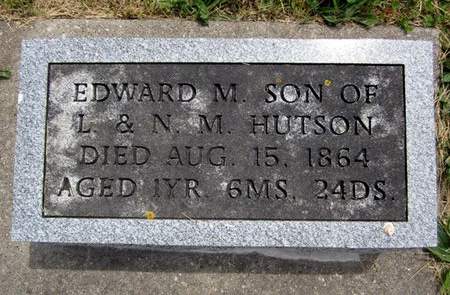 EDWARD M. SON OF
L. & N. M. HUTSON
DIED AUG. 15, 1864
AGED 1YR. 6MS. 24DS.